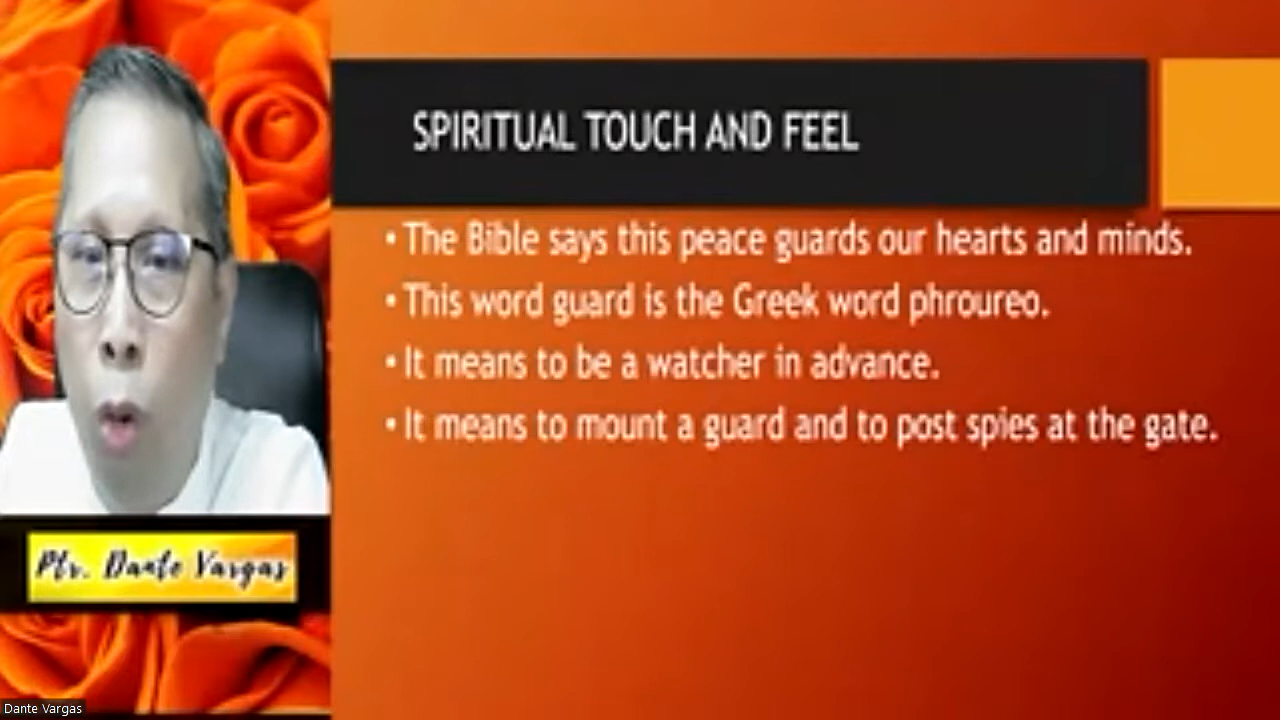 SPIRITUAL TOUCH AND FEEL
• The Bible says this peace guards our hearts and minds.
• This word guard is the Greek word phroureo.
• It means to be a watcher in advance.
• It means to mount a guard and to post spies at the gate.
Ptr. Dante Vargas
Dante Vargas